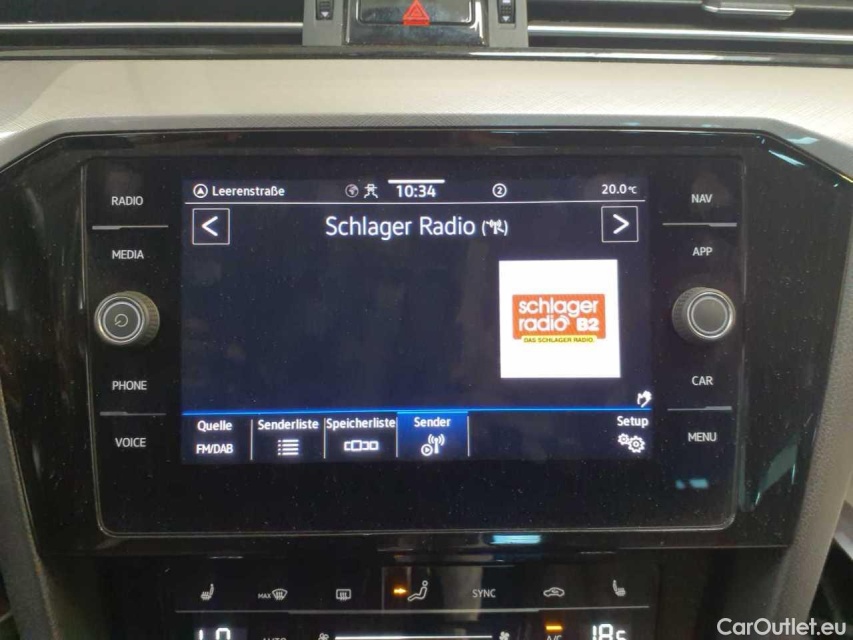 RADIO
MEDIA
PHONE
VOICE
Leerenstraße 10:34 2 20.0°C
< Schlager Radio >
schlager
radio B2
DAS SCHLAGER RADIO
Quelle Senderliste Speicherliste Sender Setup
FM/DAB
NAV
APP
CAR
MENU
MAX SYNC
A/C
CarOutlet.eu